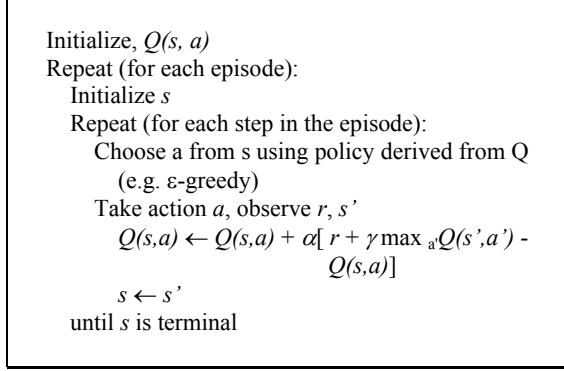 Initialize, Q(s, a)
Repeat (for each episode):
Initialize s
Repeat (for each step in the episode):
Choose a from s using policy derived from Q
(e.g. ε-greedy)
Take action a, observe r, s’
Q(s,a) ← Q(s,a) + α[ r + γ max a'Q(s’,a’) -
Q(s,a)]
s ← s’
until s is terminal